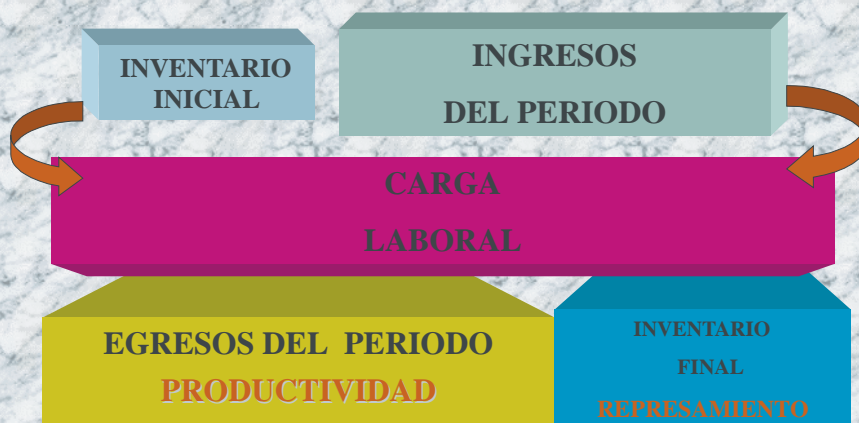 INVENTARIO
INICIAL
INGRESOS
DEL PERIODO
CARGA
LABORAL
EGRESOS DEL PERIODO
PRODUCTIVIDAD
INVENTARIO
FINAL
REPRESAMIENTO